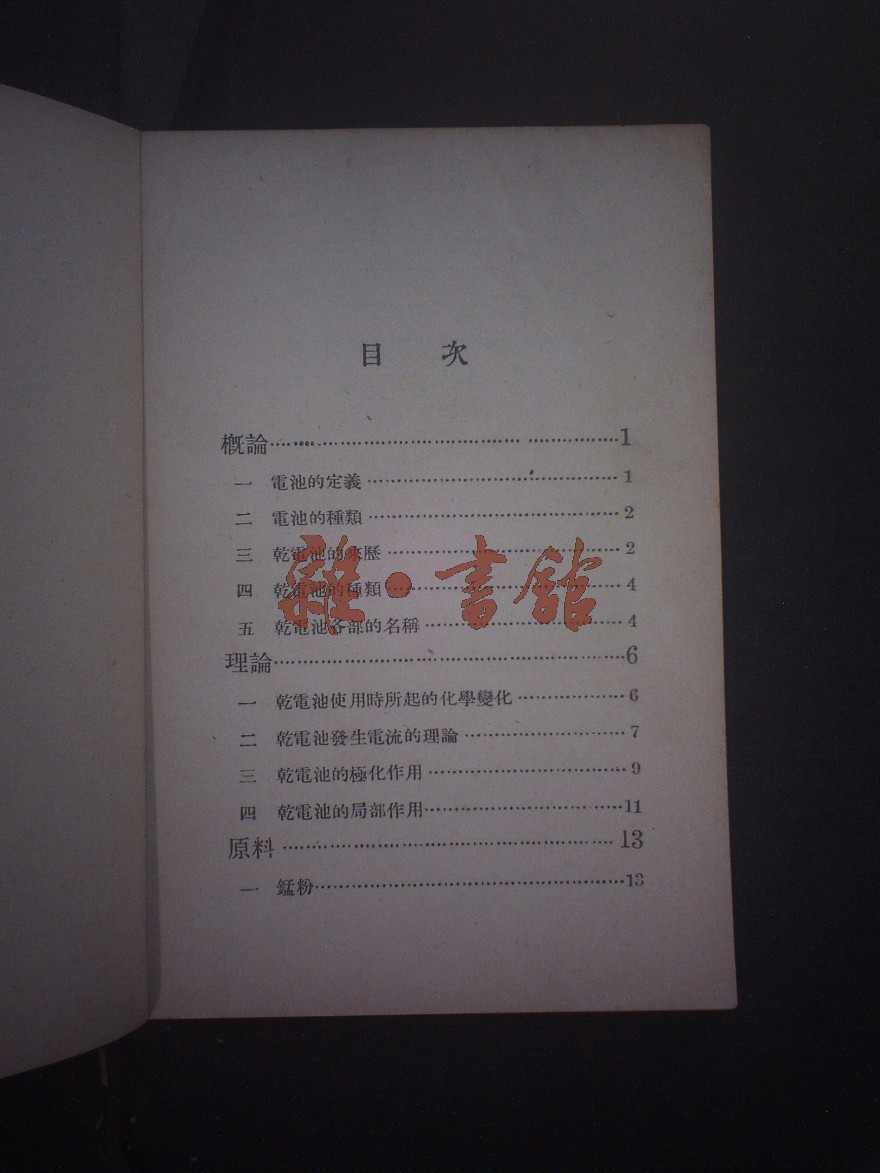 目 次
概論…………………………………………1
一 電池的定義…………………………………1
二 電池的種類…………………………………2
三 乾電池的來歷………………………………2
四 乾電池的種類………………………………4
五 乾電池各部的名稱…………………………4
理論…………………………………………6
一 乾電池使用時所起的化學變化……………6
二 乾電池發生電流的理論……………………7
三 乾電池的極化作用…………………………9
四 乾電池的局部作用…………………………11
原料…………………………………………13
一 錳粉…………………………………………13
雜·書館